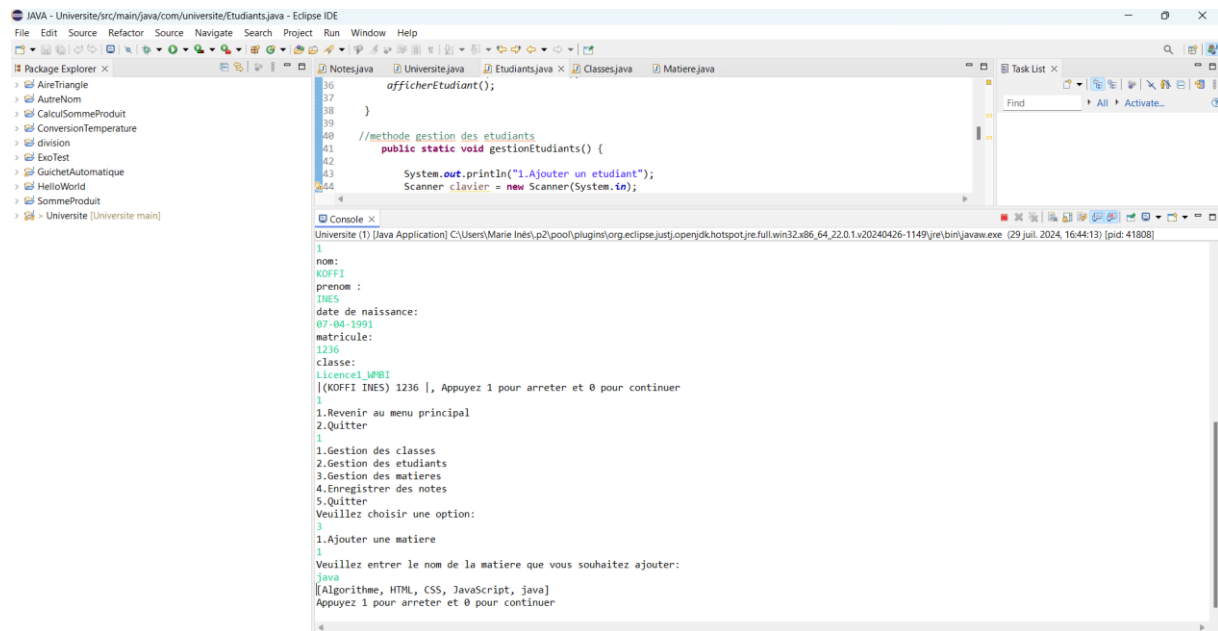 JAVA - Universite/src/main/java/com/universite/Etudiants.java - Eclipse IDE
File Edit Source Refactor Source Navigate Search Project Run Window Help
Package Explorer
AireTriangle
AutreNom
CalculSommeProduit
ConversionTemperature
division
ExoTest
GuichetAutomatique
HelloWorld
SommeProduit
> Universite [Universite main]
Notes.java Universite.java Etudiants.java Classes.java Matiere.java
36 afficherEtudiant();
37
38 }
39
40 //methode gestion des etudiants
41 public static void gestionEtudiants() {
42
43 System.out.println("1.Ajouter un etudiant");
44 Scanner clavier = new Scanner(System.in);
Task List
Find All Activate...
Console
Universite (1) [Java Application] C:\Users\Marie Inès\.p2\pool\plugins\org.eclipse.justj.openjdk.hotspot.jre.full.win32.x86_64_22.0.1.v20240426-1149\jre\bin\javaw.exe (29 juil. 2024, 16:44:13) [pid: 41808]
1
nom:
KOFFI
prenom :
INES
date de naissance:
07-04-1991
matricule:
1236
classe:
Licence1_WMBI
|(KOFFI INES) 1236 |, Appuyez 1 pour arreter et 0 pour continuer
1
1.Revenir au menu principal
2.Quitter
1
1.Gestion des classes
2.Gestion des etudiants
3.Gestion des matieres
4.Enregistrer des notes
5.Quitter
Veuillez choisir une option:
3
1.Ajouter une matiere
1
Veuillez entrer le nom de la matiere que vous souhaitez ajouter:
java
[Algorithme, HTML, CSS, JavaScript, java]
Appuyez 1 pour arreter et 0 pour continuer